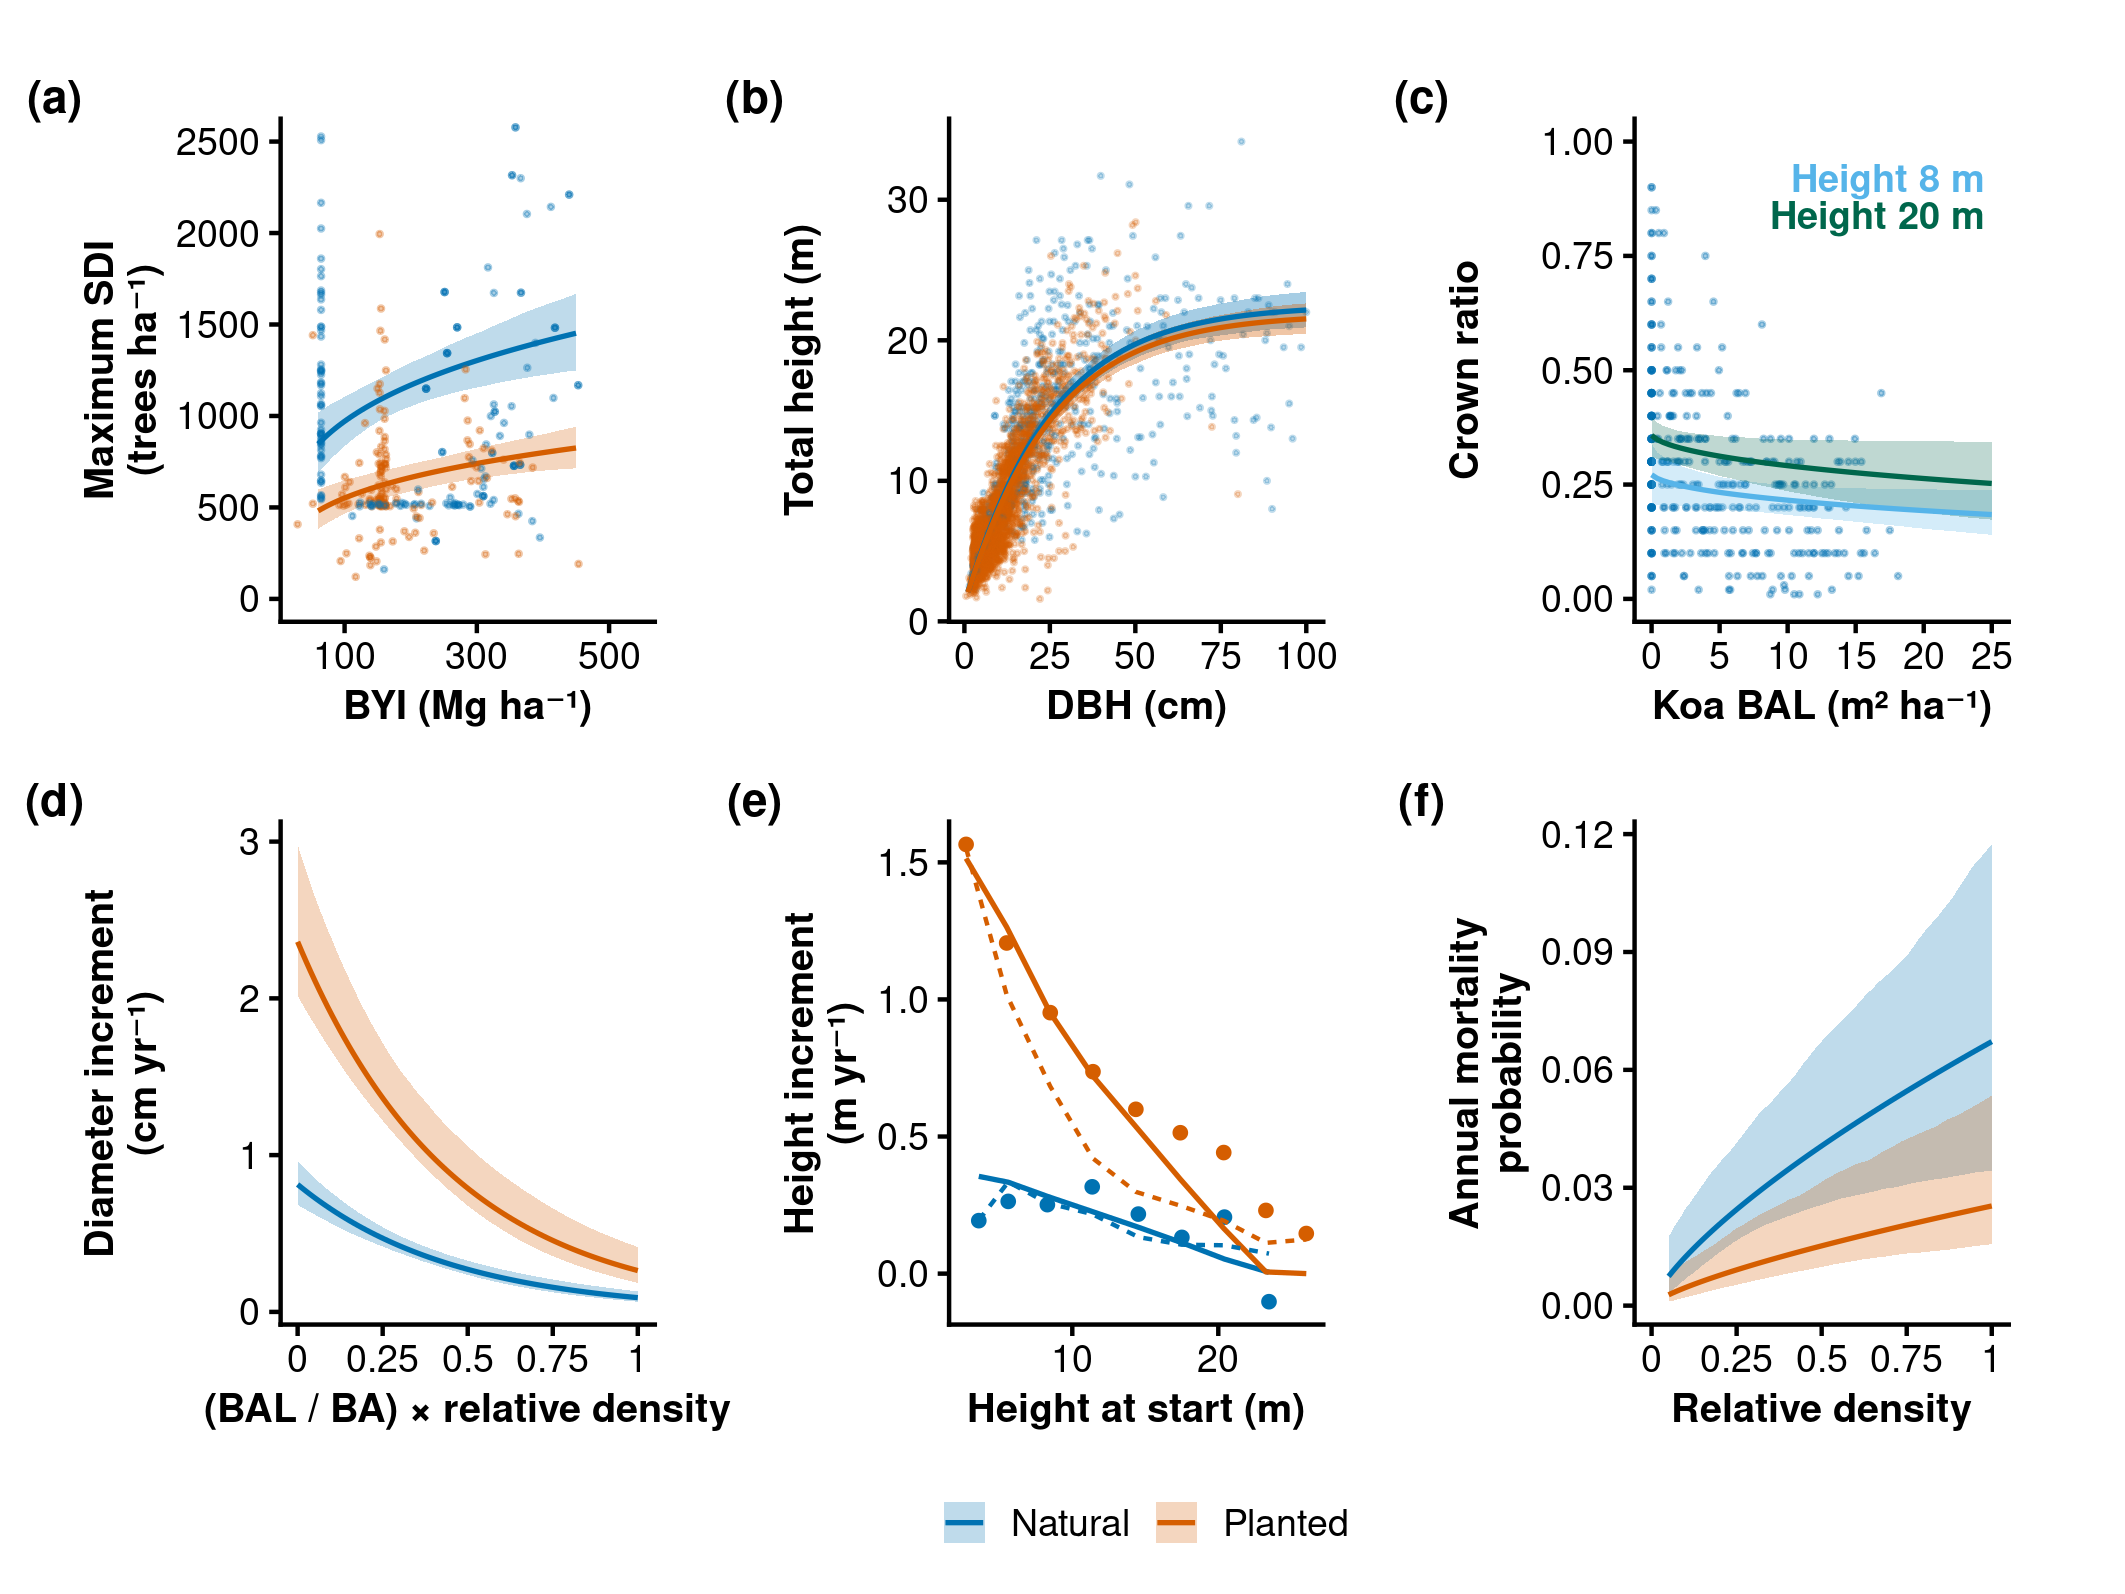 (a)
2500
2000
1500
1000
500
0
Maximum SDI
(trees ha⁻¹)
100 300 500
BYI (Mg ha⁻¹)
(b)
30
20
10
0
Total height (m)
0 25 50 75 100
DBH (cm)
(c)
1.00
0.75
0.50
0.25
0.00
Crown ratio
Height 8 m
Height 20 m
0 5 10 15 20 25
Koa BAL (m² ha⁻¹)
(d)
3
2
1
0
Diameter increment
(cm yr⁻¹)
0 0.25 0.5 0.75 1
(BAL / BA) × relative density
(e)
1.5
1.0
0.5
0.0
Height increment
(m yr⁻¹)
10 20
Height at start (m)
(f)
0.12
0.09
0.06
0.03
0.00
Annual mortality
probability
0 0.25 0.5 0.75 1
Relative density
Natural Planted